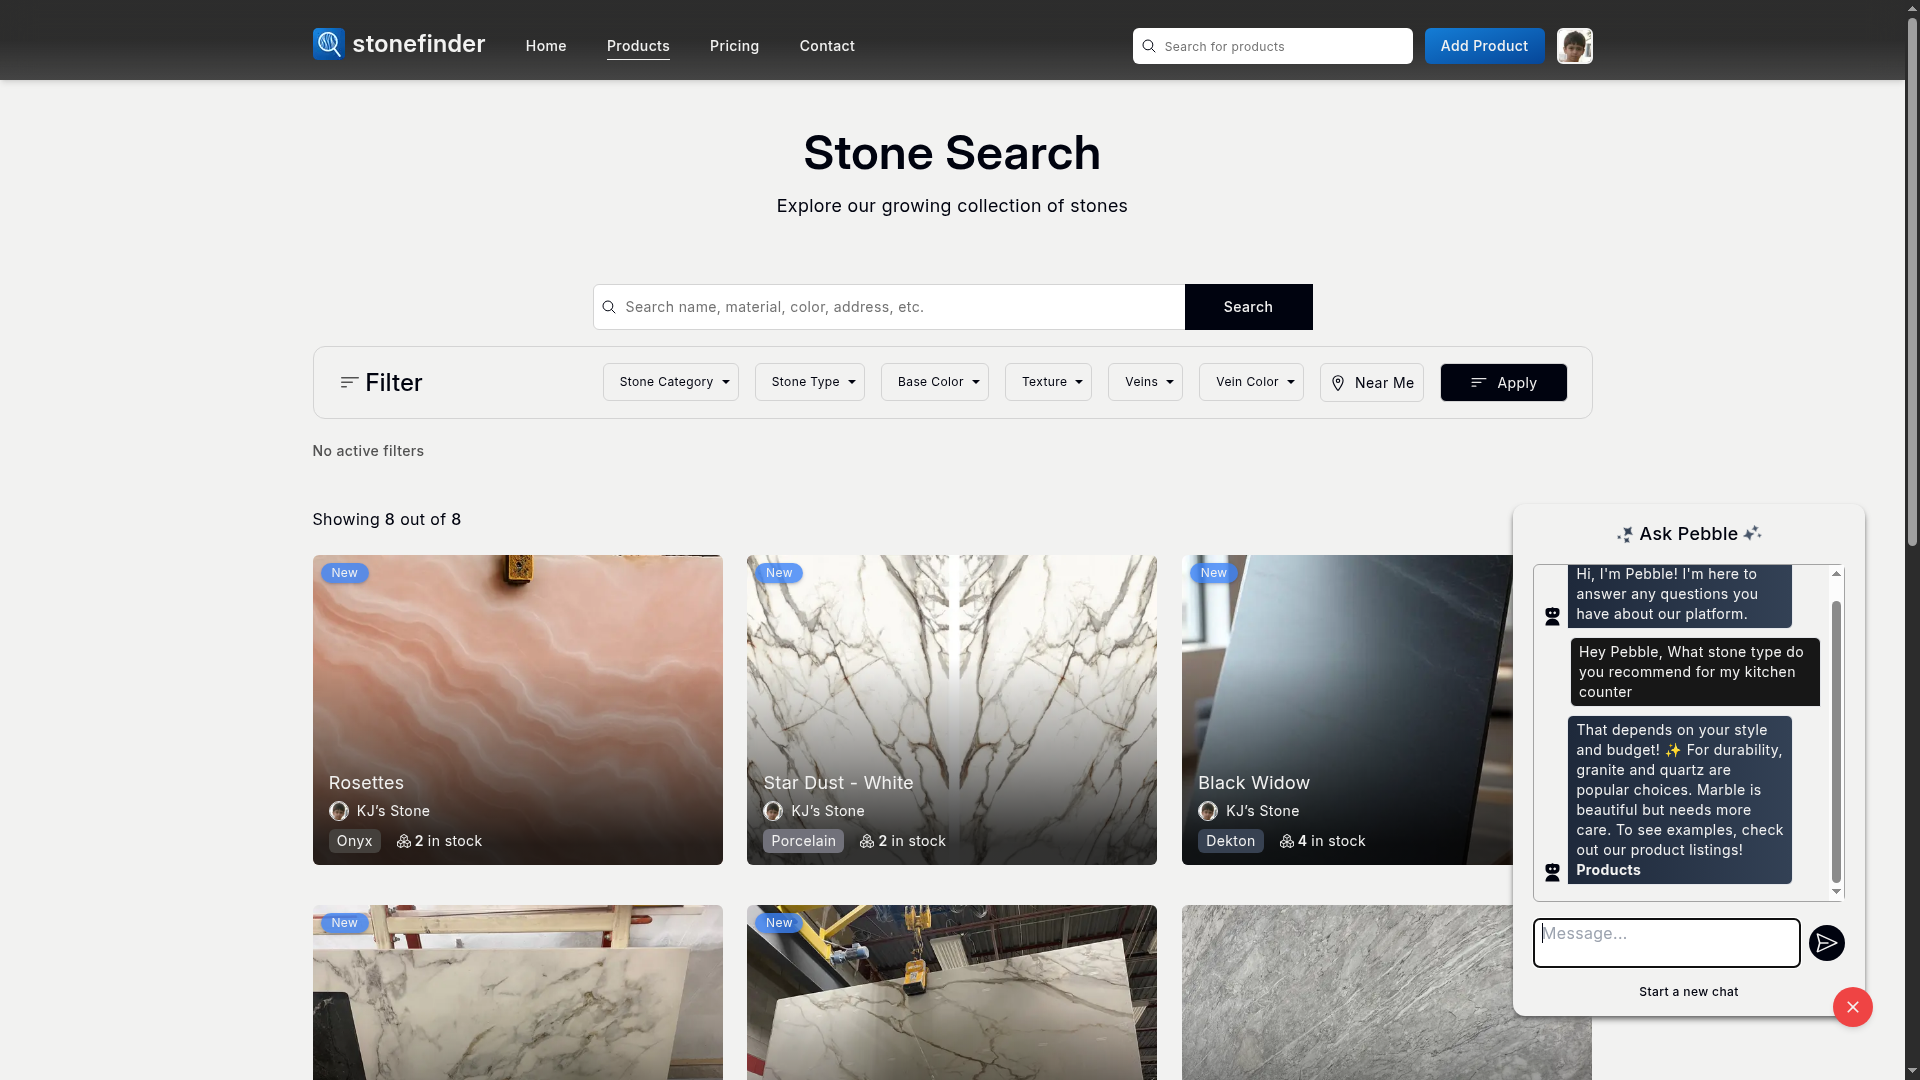 stonefinder
Home
Products
Pricing
Contact
Search for products
Add Product
Stone Search
Explore our growing collection of stones
Search name, material, color, address, etc.
Search
Filter
Stone Category
Stone Type
Base Color
Texture
Veins
Vein Color
Near Me
Apply
No active filters
Showing 8 out of 8
New
Rosettes
KJ's Stone
Onyx
2 in stock
New
Star Dust - White
KJ's Stone
Porcelain
2 in stock
New
Black Widow
KJ's Stone
Dekton
4 in stock
New
New
Ask Pebble
Hi, I'm Pebble! I'm here to
answer any questions you
have about our platform.
Hey Pebble, What stone type do
you recommend for my kitchen
counter
That depends on your style
and budget! ✨ For durability,
granite and quartz are
popular choices. Marble is
beautiful but needs more
care. To see examples, check
out our product listings!
Products
Message...
Start a new chat